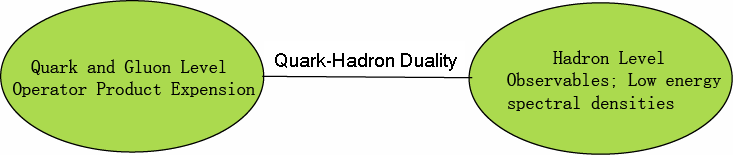 Quark and Gluon Level
Operator Product Expension
Quark-Hadron Duality
Hadron Level
Observables; Low energy
spectral densities